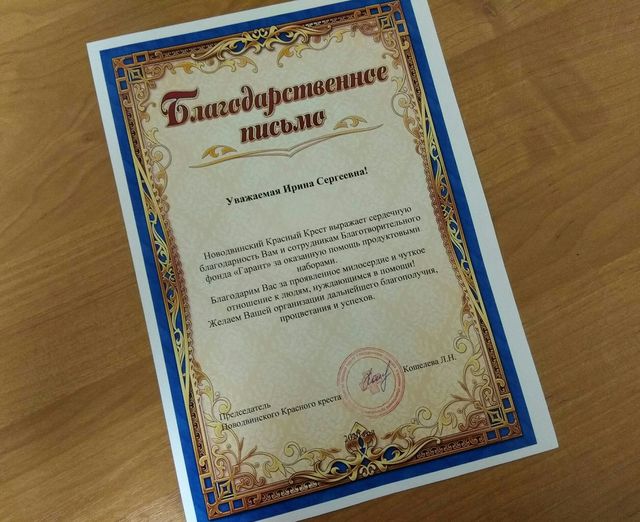 Благодарственное
письмо
Уважаемая Ирина Сергеевна!
Новодвинский Красный Крест выражает сердечную
благодарность Вам и сотрудникам Благотворительного
фонда «Гарант» за оказанную помощь продуктовыми
наборами.
Благодарим Вас за проявленное милосердие и чуткое
отношение к людям, нуждающимся в помощи!
Желаем Вашей организации дальнейшего благополучия,
процветания и успехов.
Председатель
Новодвинского Красного креста
Кошелева Л.Н.